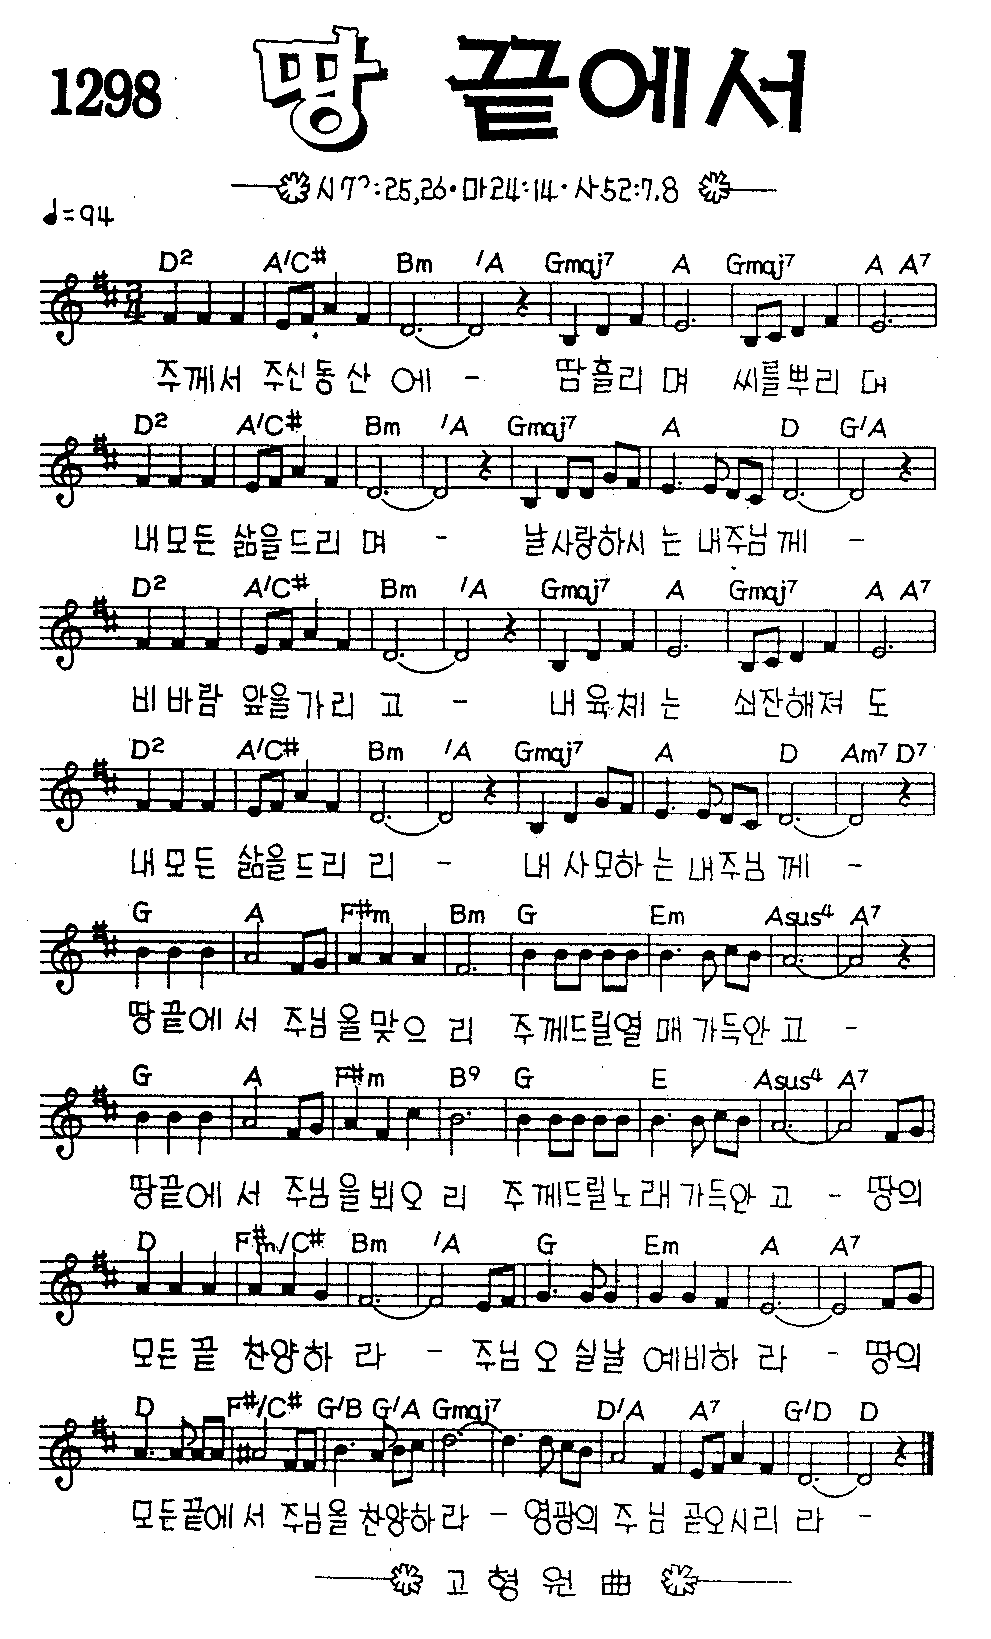 1298 땅 끝에서
시 73:25,26·마24:14·사52:7,8
♩=94
D2 A/C# Bm /A Gmaj7 A Gmaj7 A A7
3/4
주께서 주신동산 에 - 땀흘리 며 씨를뿌리 며
D2 A/C# Bm /A Gmaj7 A D G/A
내모든 삶을드리 며 - 날사랑하시 는 내주님 께 -
D2 A/C# Bm /A Gmaj7 A Gmaj7 A A7
비바람 앞을가리 고 - 내육체 는 쇠잔해져 도
D2 A/C# Bm /A Gmaj7 A D Am7 D7
내모든 삶을드리 리 - 내사모하 는 내주님 께 -
G A F#m Bm G Em Asus4 A7
땅끝에 서 주님을맞으 리 주께드릴열 매 가득안 고 -
G A F#m B9 G E Asus4 A7
땅끝에 서 주님을뵈오 리 주께드릴노 래 가득안 고 - 땅의
D F#m/C# Bm /A G Em A A7
모든끝 찬양하 라 - 주님오 실날 예비하 라 - 땅의
D F#/C# G/B G/A Gmaj7 D/A A7 G/D D
모든끝에 서 주님을 찬양하 라 - 영광의 주 님 곧오시리 라 -
고 형 원 曲